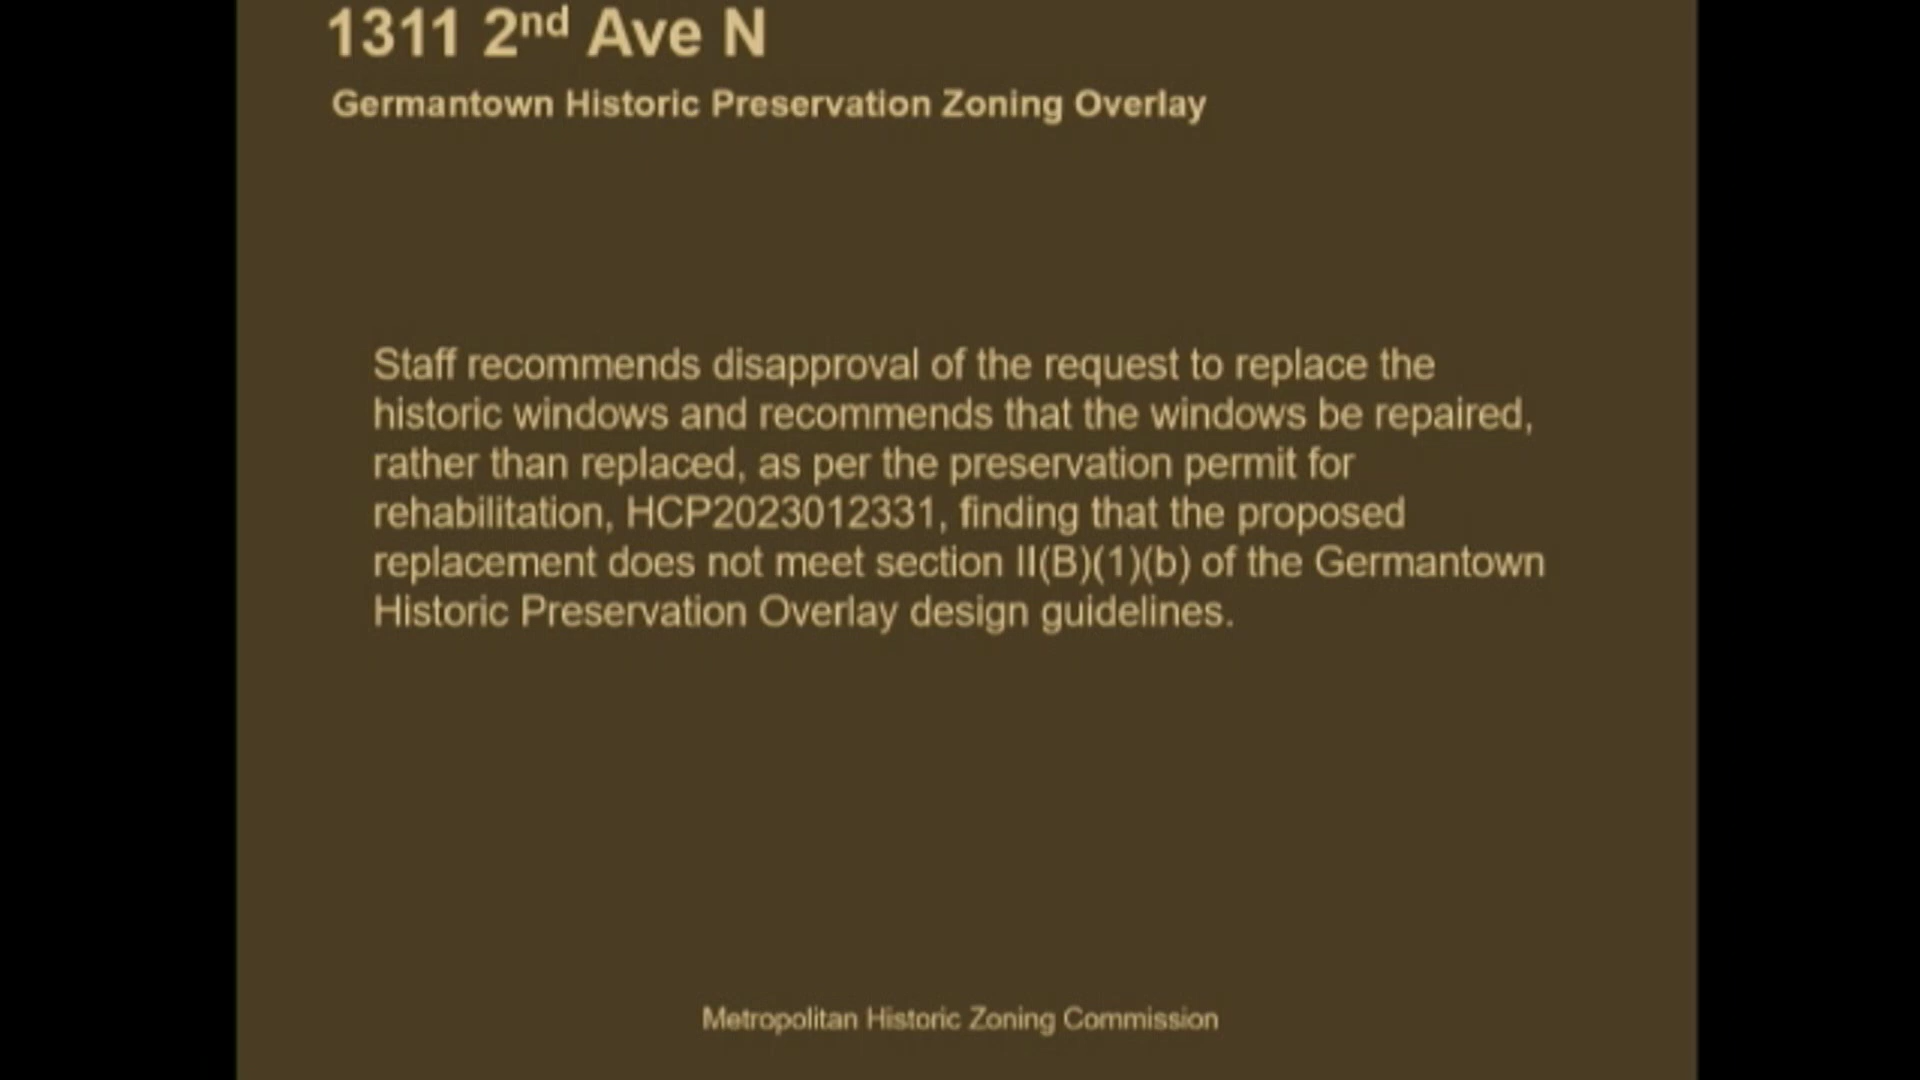 1311 2nd Ave N
Germantown Historic Preservation Zoning Overlay
Staff recommends disapproval of the request to replace the
historic windows and recommends that the windows be repaired,
rather than replaced, as per the preservation permit for
rehabilitation, HCP2023012331, finding that the proposed
replacement does not meet section II(B)(1)(b) of the Germantown
Historic Preservation Overlay design guidelines.
Metropolitan Historic Zoning Commission